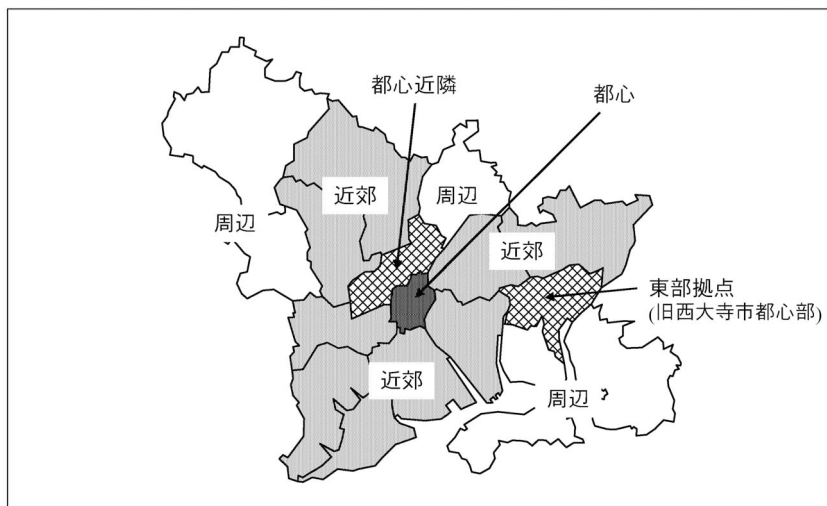 都心近隣
都心
近郊
周辺
周辺
近郊
東部拠点
(旧西大寺市都心部)
近郊
周辺